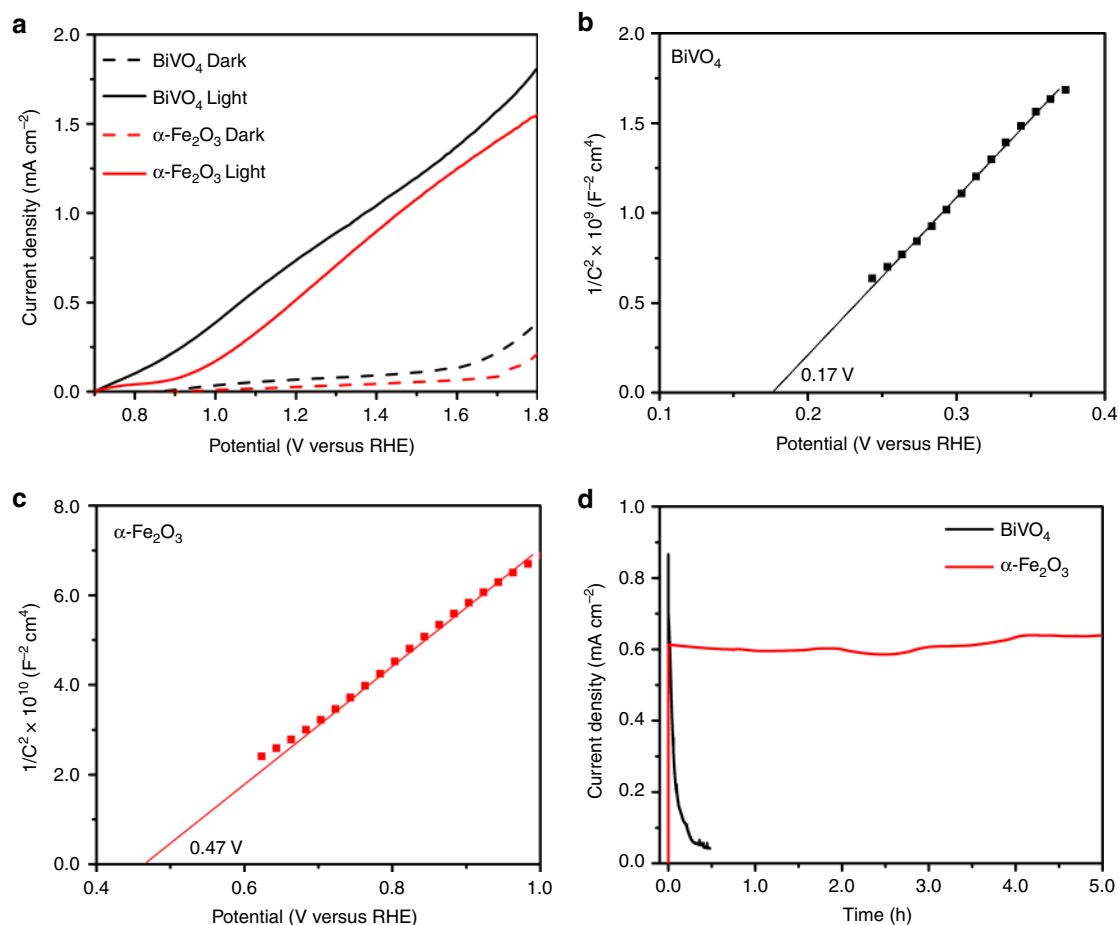 a
2.0
1.5
1.0
0.5
0.0
0.8
1.0
1.2
1.4
1.6
1.8
BiVO₄ Dark
BiVO₄ Light
α-Fe₂O₃ Dark
α-Fe₂O₃ Light
Current density (mA cm⁻²)
Potential (V versus RHE)
b
2.0
1.5
1.0
0.5
0.0
0.1
0.2
0.3
0.4
BiVO₄
0.17 V
1/C² × 10⁹ (F⁻² cm⁴)
Potential (V versus RHE)
c
8.0
6.0
4.0
2.0
0.0
0.4
0.6
0.8
1.0
α-Fe₂O₃
0.47 V
1/C² × 10¹⁰ (F⁻² cm⁴)
Potential (V versus RHE)
d
1.0
0.8
0.6
0.4
0.2
0.0
0.0
1.0
2.0
3.0
4.0
5.0
BiVO₄
α-Fe₂O₃
Current density (mA cm⁻²)
Time (h)